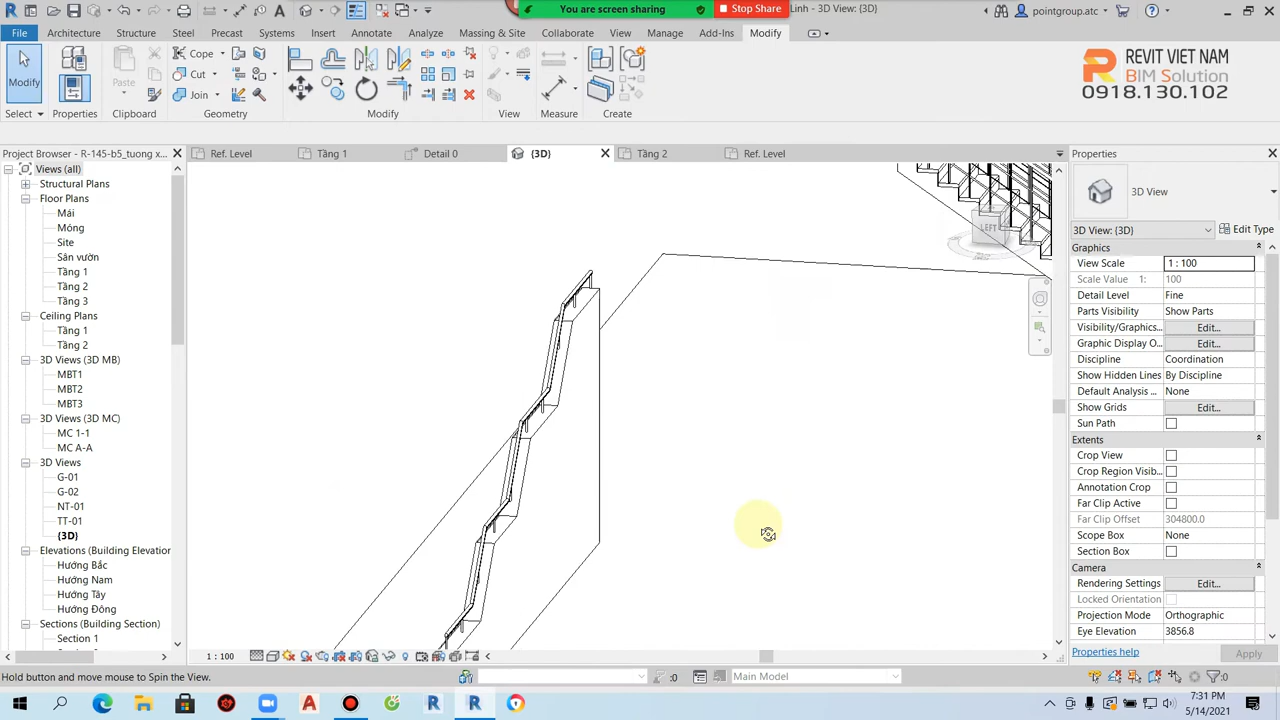 You are screen sharing
Stop Share
Linh - 3D View: {3D}
pointgroup.atc
File
Architecture
Structure
Steel
Precast
Systems
Insert
Annotate
Analyze
Massing & Site
Collaborate
View
Manage
Add-Ins
Modify
Modify
Paste
Cope
Cut
Join
REVIT VIET NAM
BIM Solution
0918.130.102
Select
Properties
Clipboard
Geometry
Modify
View
Measure
Create
Project Browser - R-145-b5_tuong x...
Ref. Level
Tầng 1
Detail 0
{3D}
Tầng 2
Ref. Level
Properties
Views (all)
Structural Plans
Floor Plans
Mái
Móng
Site
Sân vườn
Tầng 1
Tầng 2
Tầng 3
Ceiling Plans
Tầng 1
Tầng 2
3D Views (3D MB)
MBT1
MBT2
MBT3
3D Views (3D MC)
MC 1-1
MC A-A
3D Views
G-01
G-02
NT-01
TT-01
{3D}
Elevations (Building Elevation
Hướng Bắc
Hướng Nam
Hướng Tây
Hướng Đông
Sections (Building Section)
Section 1
LEFT
3D View
3D View: {3D}
Edit Type
Graphics
View Scale
1 : 100
Scale Value 1:
100
Detail Level
Fine
Parts Visibility
Show Parts
Visibility/Graphics...
Edit...
Graphic Display O...
Edit...
Discipline
Coordination
Show Hidden Lines
By Discipline
Default Analysis ...
None
Show Grids
Edit...
Sun Path
Extents
Crop View
Crop Region Visib...
Annotation Crop
Far Clip Active
Far Clip Offset
304800.0
Scope Box
None
Section Box
Camera
Rendering Settings
Edit...
Locked Orientation
Projection Mode
Orthographic
Eye Elevation
3856.8
Properties help
Apply
1 : 100
Hold button and move mouse to Spin the View.
:0
Main Model
:0
7:31 PM
5/14/2021